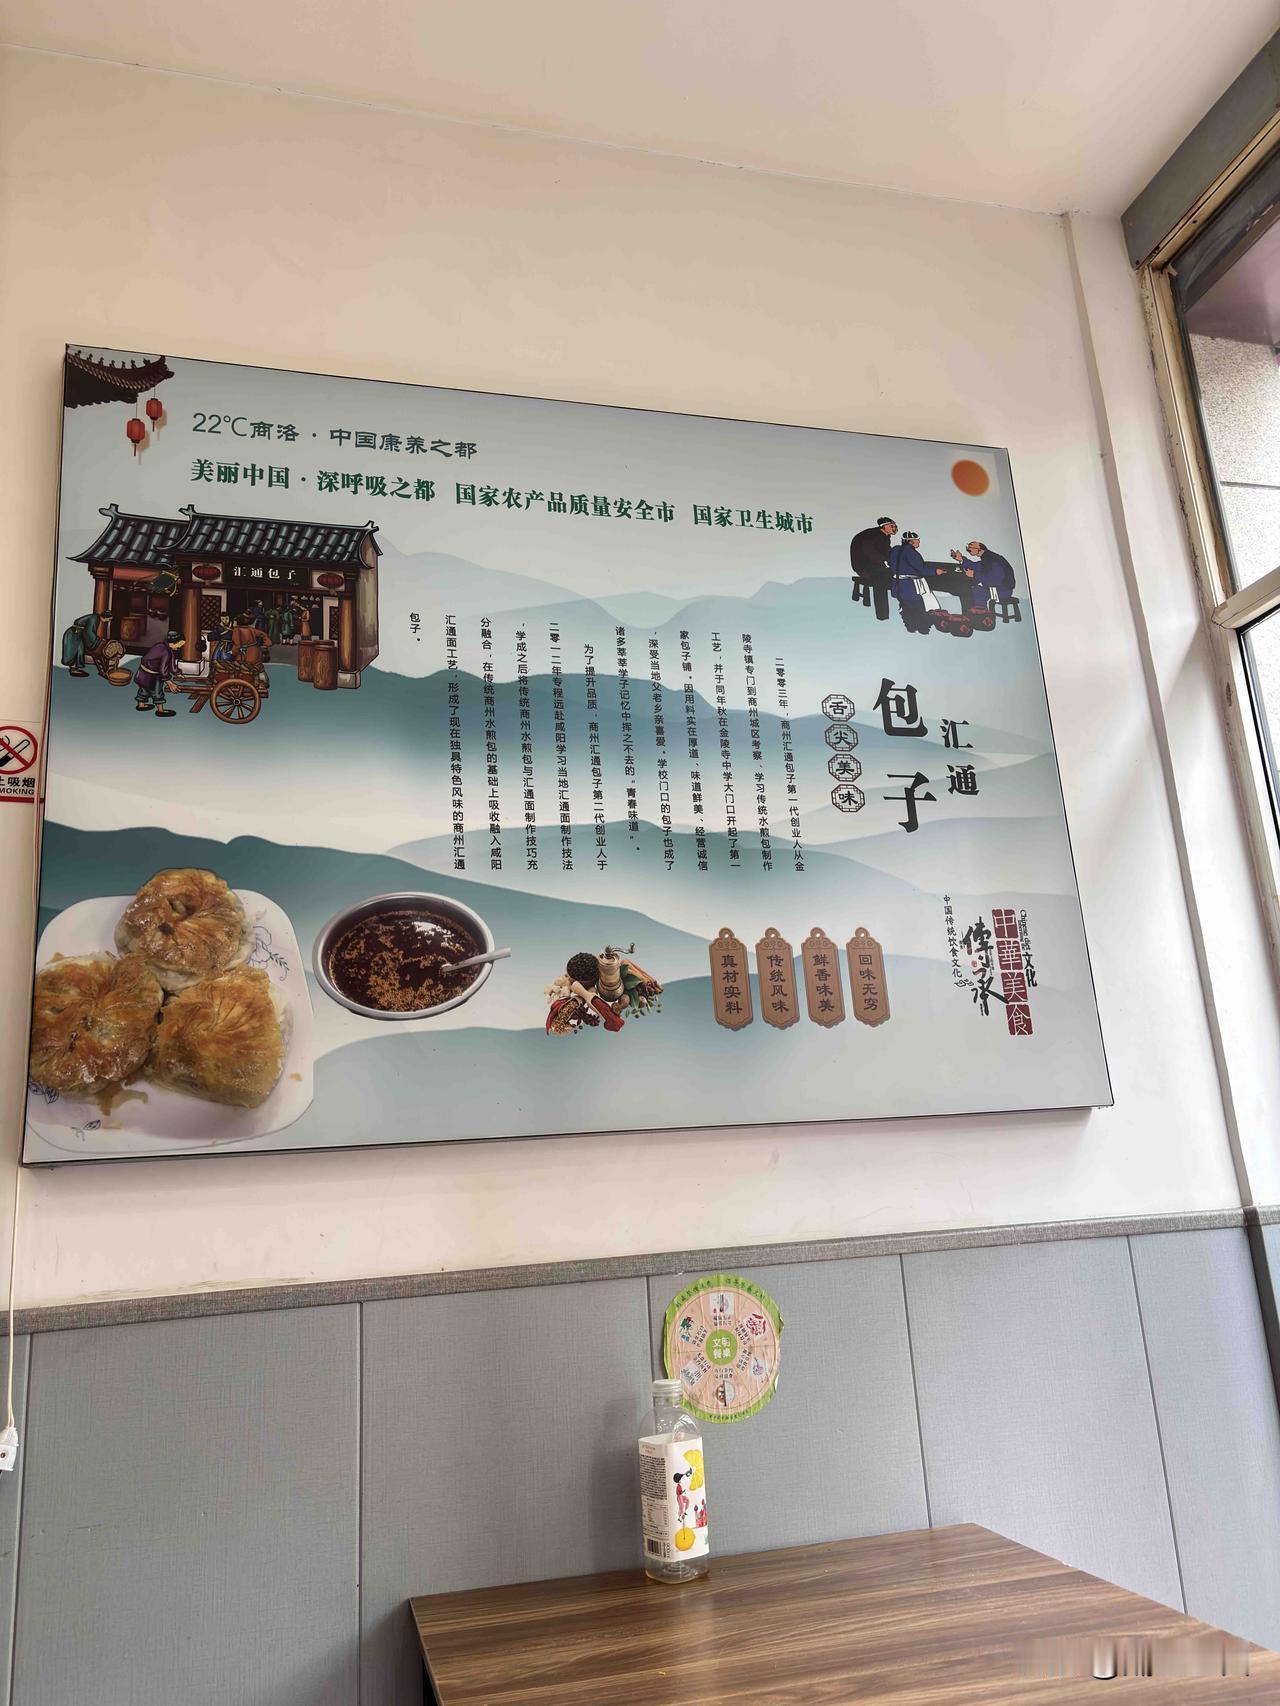 22℃商洛·中国康养之都
美丽中国·深呼吸之都 国家农产品质量安全市 国家卫生城市
汇通包子
汇通
包子
舌尖美味
二零零三年,商州汇通包子第一代创业人从金
陵寺镇专门到商州城区考察、学习传统水煎包制作
工艺,并于同年秋在金陵寺中学大门口开起了第一
家包子铺。因用料实在厚道、味道鲜美、经营诚信
,深受当地父老乡亲喜爱。学校门口的包子也成了
诸多莘莘学子记忆中挥之不去的“青春味道”。
为了提升品质,商州汇通包子第二代创业人于
二零一二年专程远赴咸阳学习当地汇通面制作技法
,学成之后将传统商州水煎包与汇通面制作技巧充
分融合,在传统商州水煎包的基础上吸收融入咸阳
汇通面工艺,形成了现在独具特色风味的商州汇通
包子。
中華美食
文化
傳承
中国传统饮食文化
回味无穷
鲜香味美
传统风味
真材实料
止吸烟
MOKING
文明
餐桌